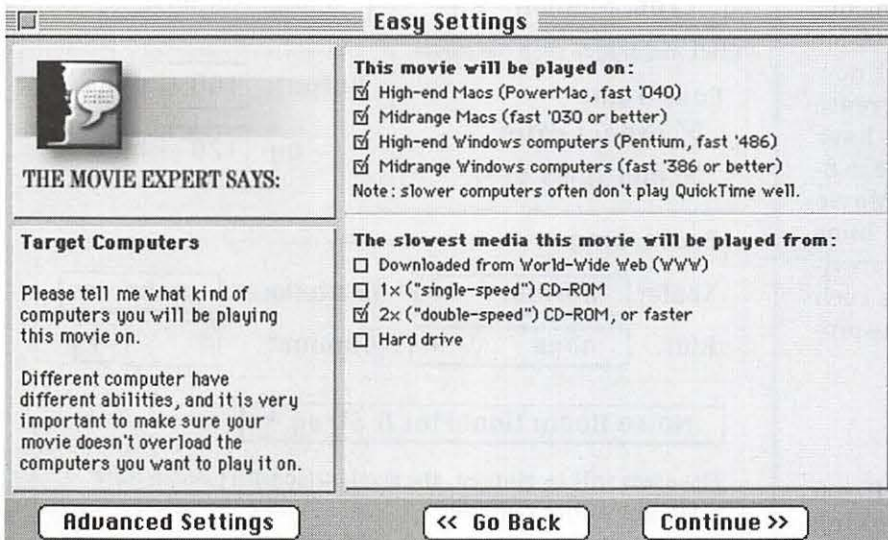 Easy Settings
THE MOVIE EXPERT SAYS:
Target Computers
Please tell me what kind of
computers you will be playing
this movie on.
Different computer have
different abilities, and it is very
important to make sure your
movie doesn't overload the
computers you want to play it on.
This movie will be played on:
High-end Macs (PowerMac, fast '040)
Midrange Macs (fast '030 or better)
High-end Windows computers (Pentium, fast '486)
Midrange Windows computers (fast '386 or better)
Note: slower computers often don't play QuickTime well.
The slowest media this movie will be played from:
Downloaded from World-Wide Web (WWW)
1x ("single-speed") CD-ROM
2x ("double-speed") CD-ROM, or faster
Hard drive
Advanced Settings
<< Go Back
Continue >>